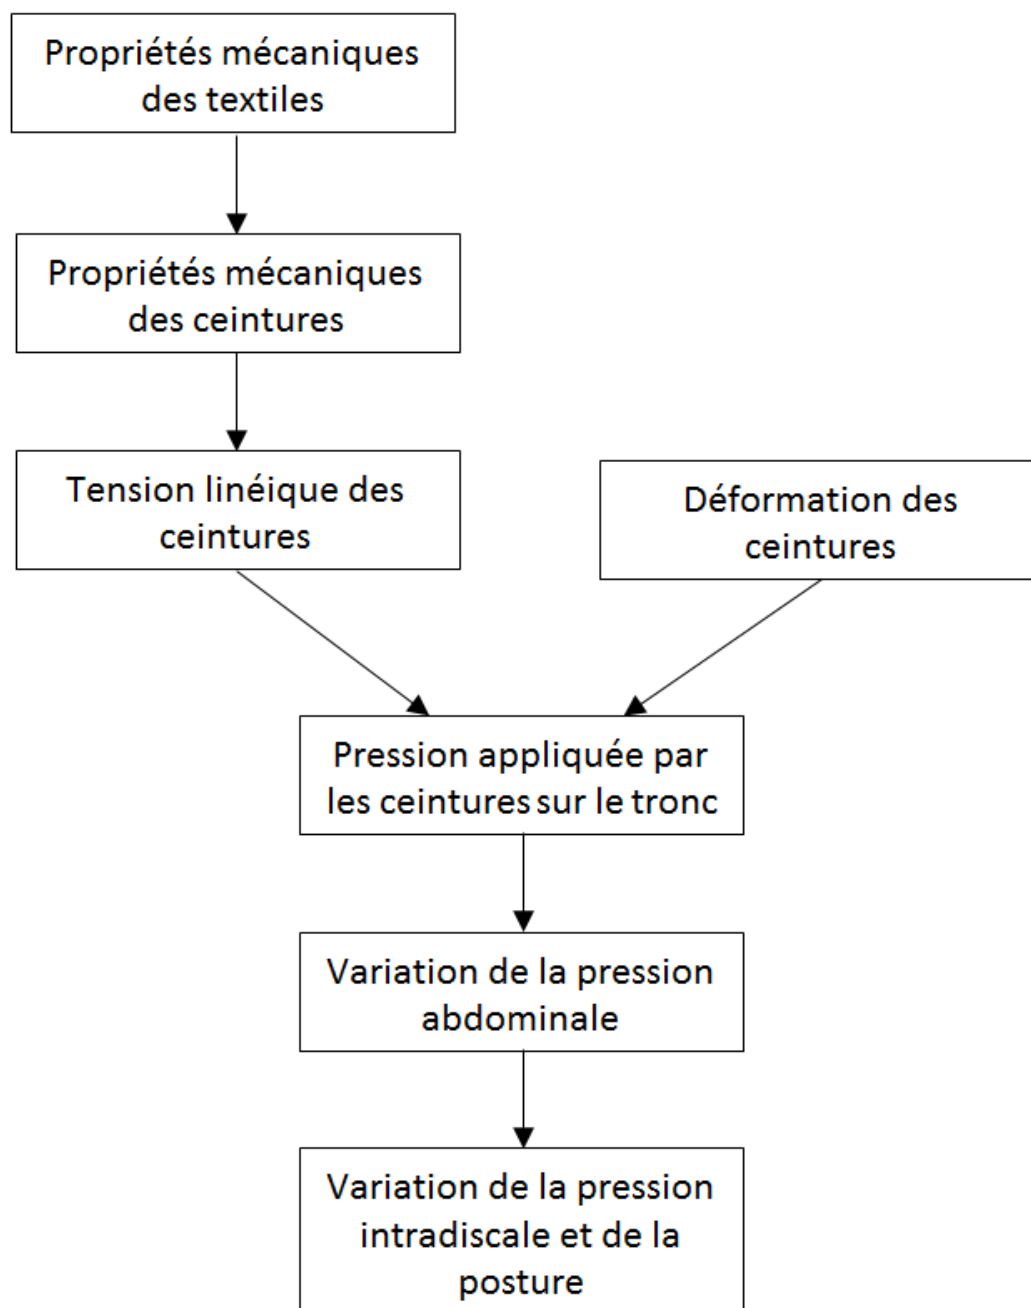 Propriétés mécaniques
des textiles
Propriétés mécaniques
des ceintures
Tension linéique des
ceintures
Déformation des
ceintures
Pression appliquée par
les ceintures sur le tronc
Variation de la pression
abdominale
Variation de la pression
intradiscale et de la
posture